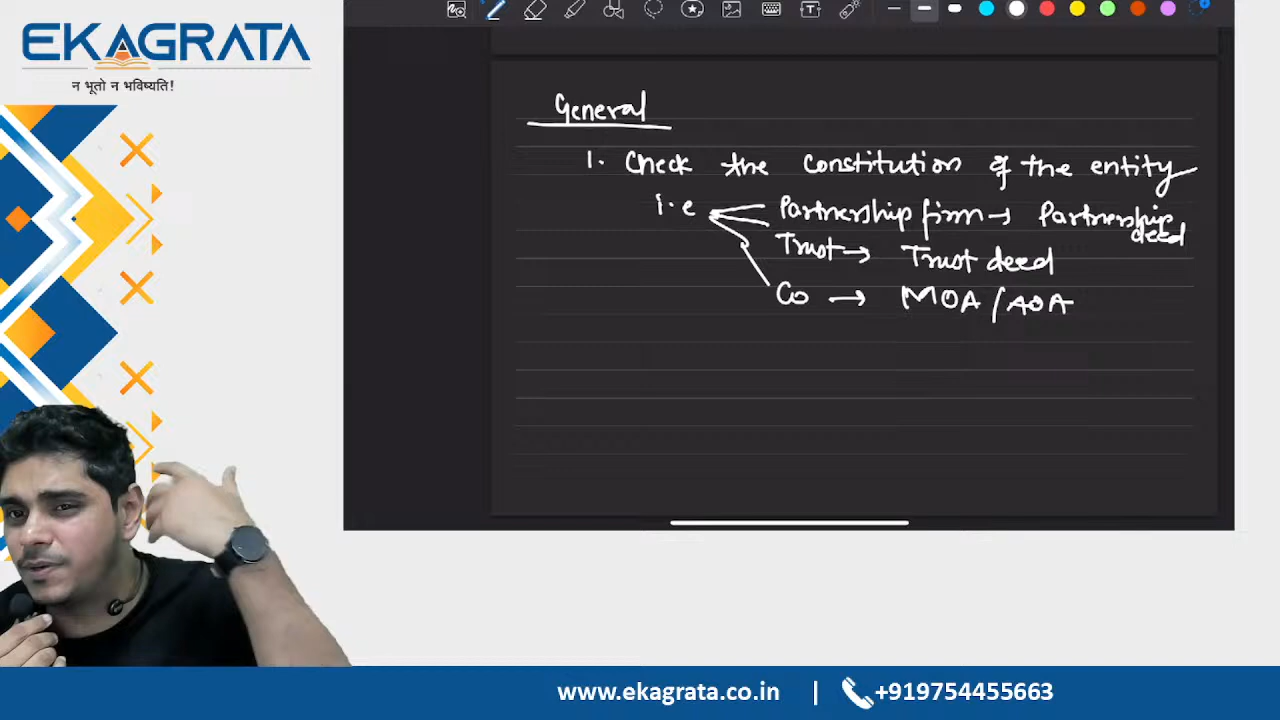 EKAGRATA
न भूतो न भविष्यति!
General
1. Check the Constitution of the entity
i.e Partnership firm → Partnership deed
Trust → Trust deed
Co → MOA/AOA
www.ekagrata.co.in | +919754455663